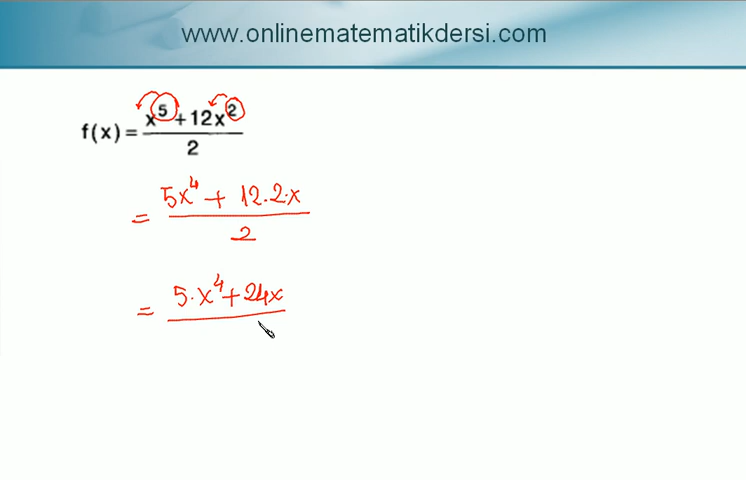 www.onlinematematikdersi.com
f(x) = (x⁵ + 12x²) / 2
= (5x⁴ + 12.2.x) / 2
= 5.x⁴ + 24x